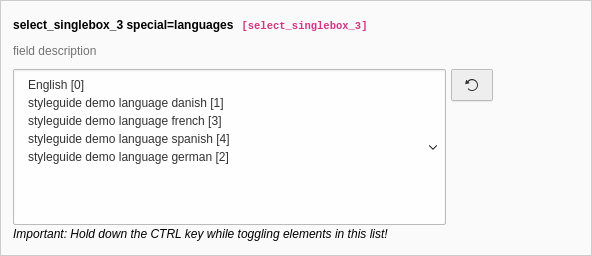 select_singlebox_3 special=languages [select_singlebox_3]
field description
English [0]
styleguide demo language danish [1]
styleguide demo language french [3]
styleguide demo language spanish [4]
styleguide demo language german [2]
Important: Hold down the CTRL key while toggling elements in this list!